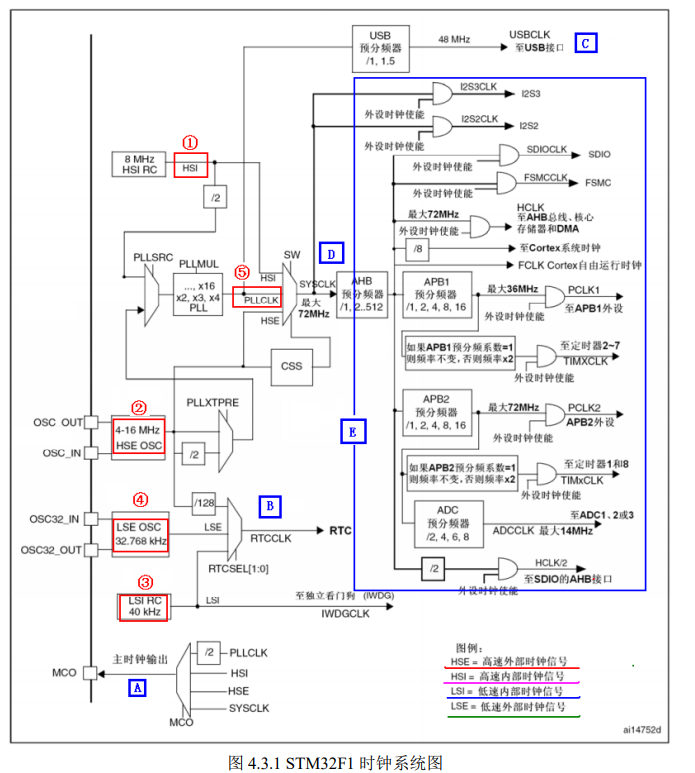 USB
预分频器
/1, 1.5
48 MHz
USBCLK
至USB接口
C
I2S3CLK
I2S3
外设时钟使能
I2S2CLK
I2S2
外设时钟使能
①
8 MHz
HSI RC
HSI
SDIOCLK
SDIO
外设时钟使能
FSMCCLK
FSMC
外设时钟使能
/2
最大72MHz
HCLK
至AHB总线、核心
存储器和DMA
外设时钟使能
D
SW
/8
至Cortex系统时钟
FCLK Cortex自由运行时钟
PLLSRC
PLLMUL
..., x16
x2, x3, x4
PLL
⑤
PLLCLK
HSI
HSE
SYSCLK
最大
72MHz
AHB
预分频器
/1, 2..512
APB1
预分频器
/1, 2, 4, 8, 16
最大36MHz
PCLK1
至APB1外设
外设时钟使能
如果APB1预分频系数=1
则频率不变，否则频率x2
至定时器2~7
TIMXCLK
外设时钟使能
CSS
②
PLLXTPRE
OSC_OUT
OSC_IN
4-16 MHz
HSE OSC
/2
E
APB2
预分频器
/1, 2, 4, 8, 16
最大72MHz
PCLK2
APB2外设
外设时钟使能
如果APB2预分频系数=1
则频率不变，否则频率x2
至定时器1和8
TIMxCLK
外设时钟使能
/128
④
OSC32_IN
OSC32_OUT
LSE OSC
32.768 kHz
LSE
B
RTC
RTCCLK
RTCSEL[1:0]
ADC
预分频器
/2, 4, 6, 8
至ADC1、2或3
ADCCLK 最大14MHz
/2
HCLK/2
至SDIO的AHB接口
外设时钟使能
③
LSI RC
40 kHz
LSI
至独立看门狗 (IWDG)
IWDGCLK
MCO
主时钟输出
A
/2
PLLCLK
HSI
HSE
SYSCLK
MCO
图例：
HSE = 高速外部时钟信号
HSI = 高速内部时钟信号
LSI = 低速内部时钟信号
LSE = 低速外部时钟信号
ai14752d
图 4.3.1 STM32F1 时钟系统图